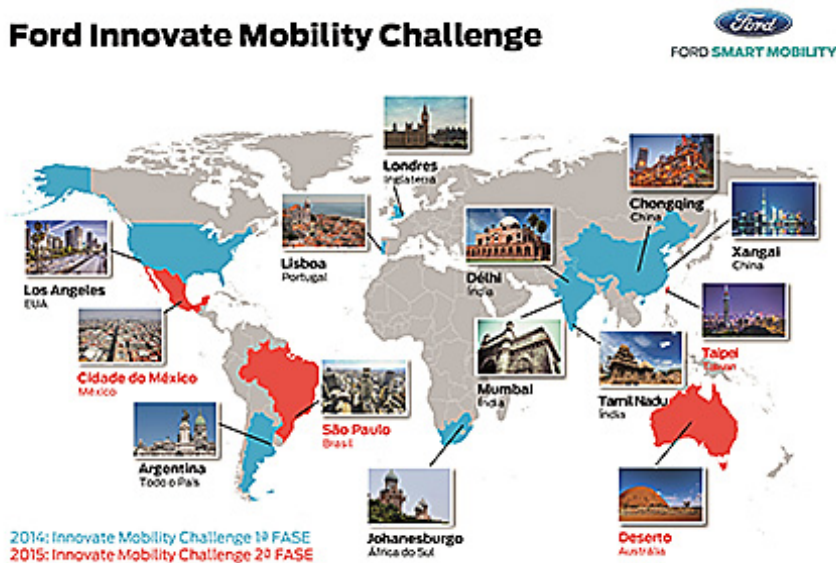 Ford Innovate Mobility Challenge
Ford
FORD SMART MOBILITY
Londres
Inglaterra
Chongqing
China
Xangai
China
Lisboa
Portugal
Délhi
Índia
Los Angeles
EUA
Taipei
Taiwan
Cidade do México
México
Mumbai
Índia
Tamil Nadu
Índia
São Paulo
Brasil
Argentina
Todo o País
Johanesburgo
África do Sul
Deserto
Austrália
2014: Innovate Mobility Challenge 1ª FASE
2015: Innovate Mobility Challenge 2ª FASE